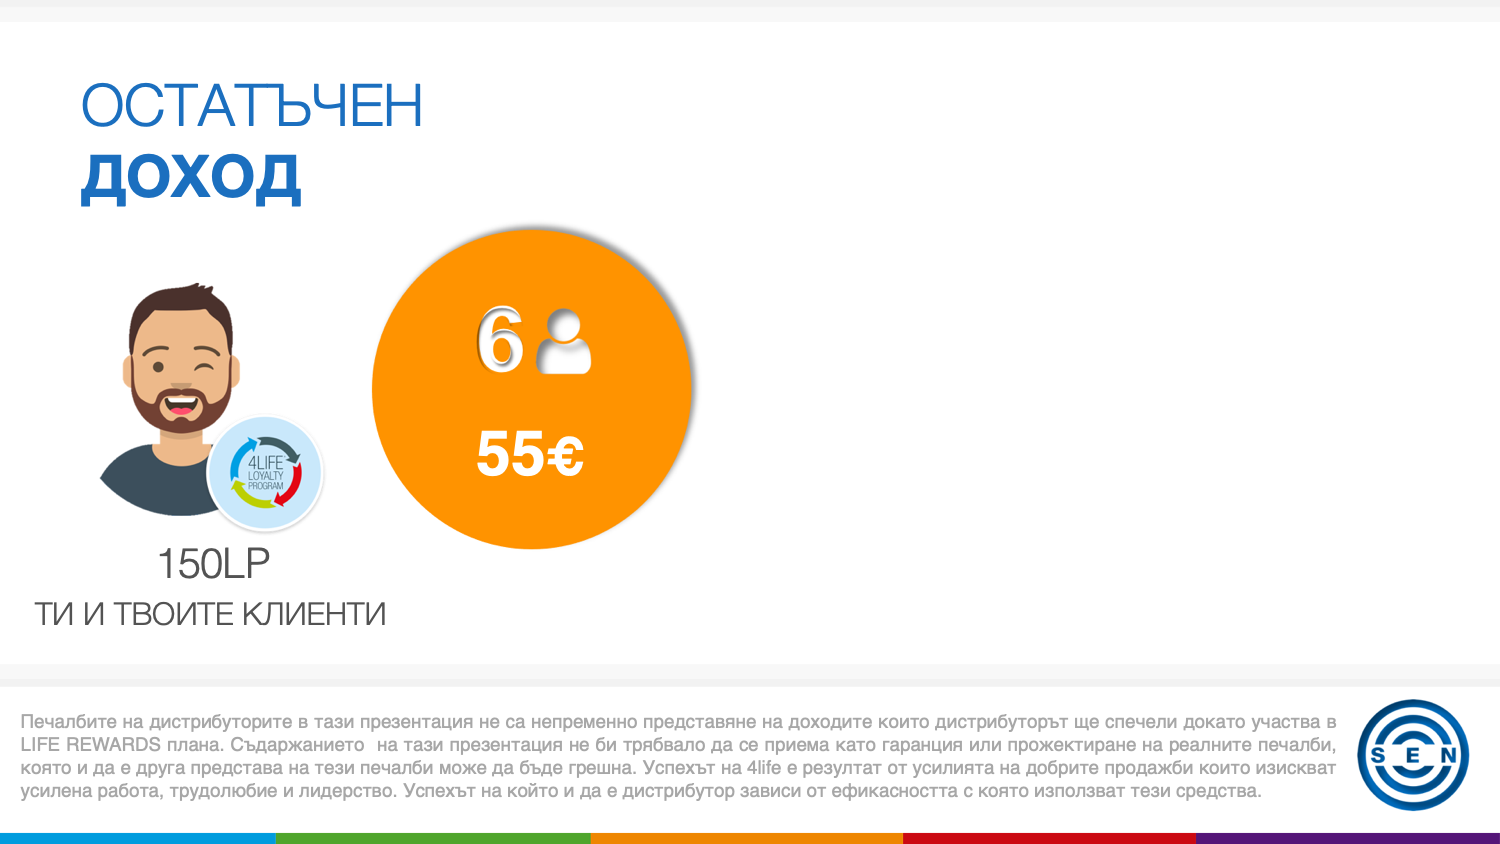 ОСТАТЪЧЕН
ДОХОД
6
55€
4LIFE
LOYALTY
PROGRAM
150LP
ТИ И ТВОИТЕ КЛИЕНТИ
Печалбите на дистрибуторите в тази презентация не са непременно представяне на доходите които дистрибуторът ще спечели докато участва в
LIFE REWARDS плана. Съдържанието на тази презентация не би трябвало да се приема като гаранция или прожектиране на реалните печалби,
която и да е друга представа на тези печалби може да бъде грешна. Успехът на 4life е резултат от усилията на добрите продажби които изискват
усилена работа, трудолюбие и лидерство. Успехът на който и да е дистрибутор зависи от ефикасността с която използват тези средства.
SEN